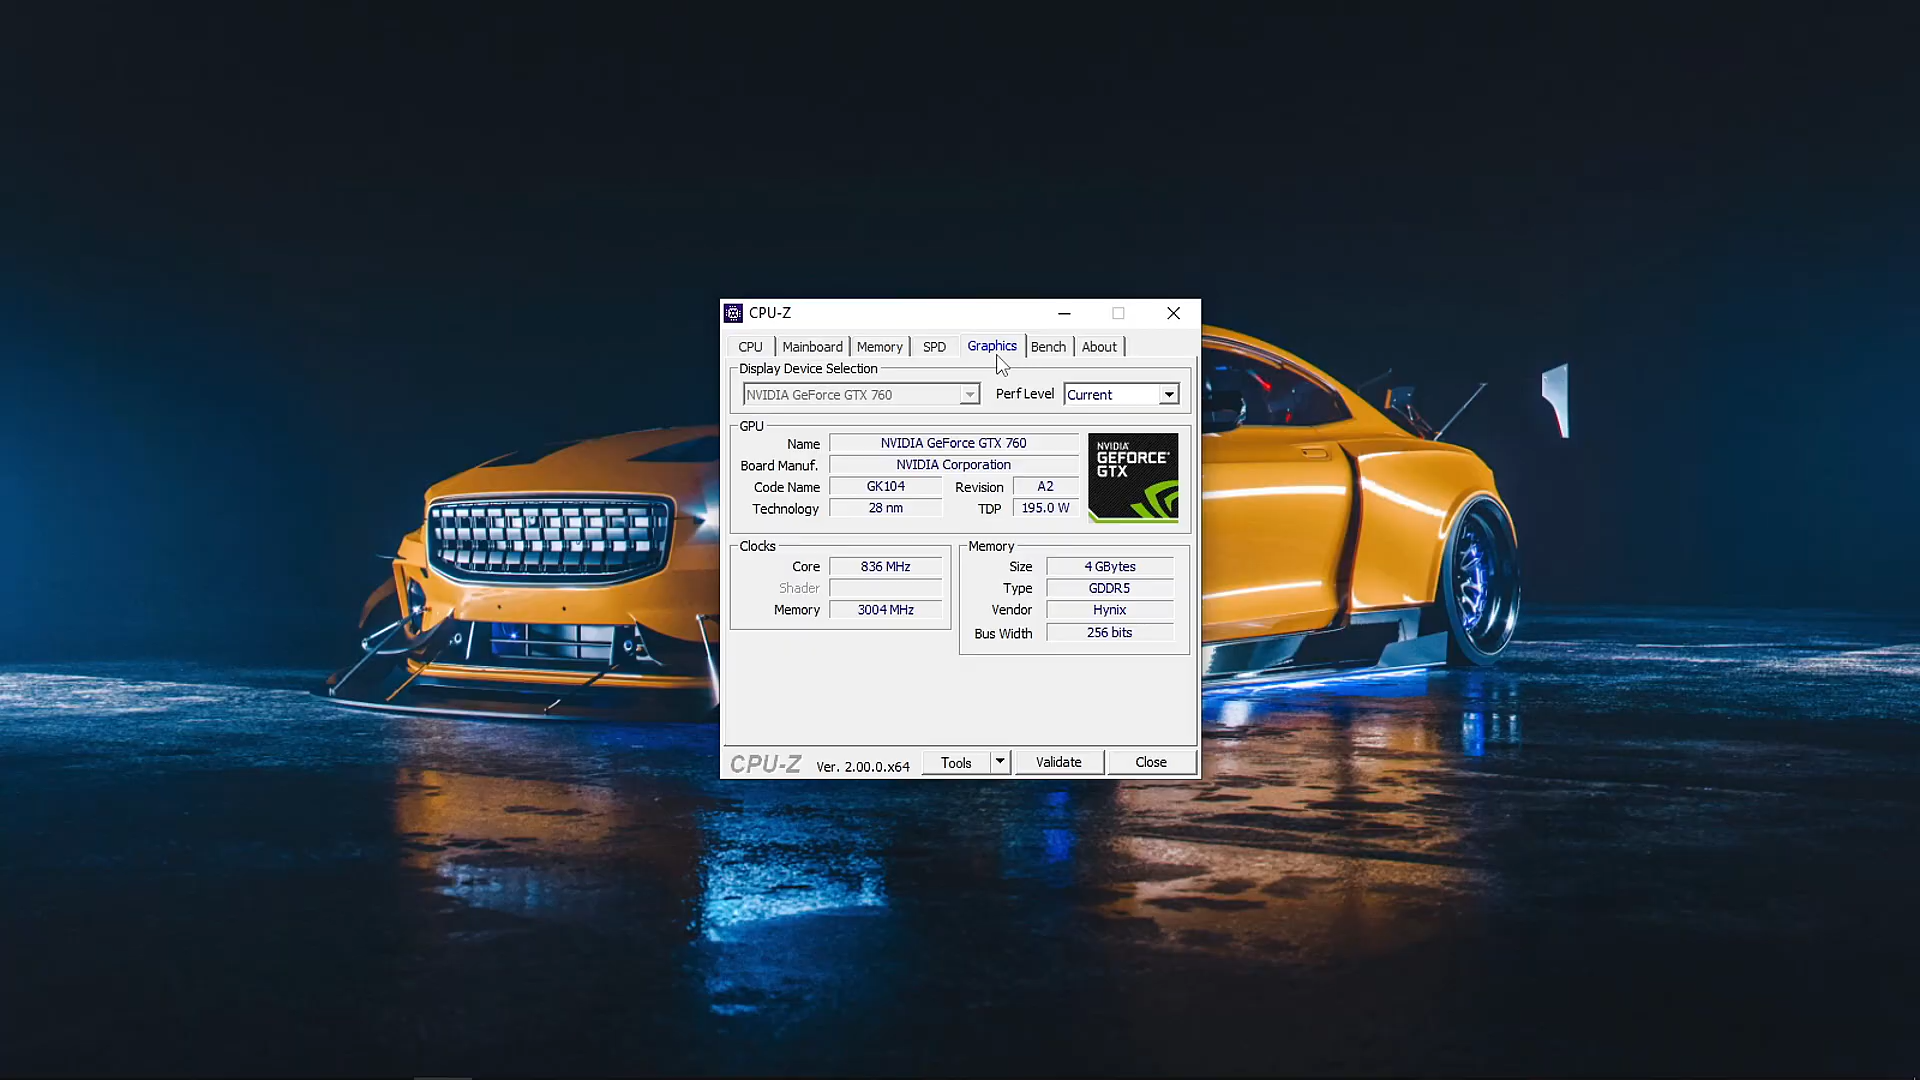 CPU-Z
CPU Mainboard Memory SPD Graphics Bench About
Display Device Selection
NVIDIA GeForce GTX 760 Perf Level Current
GPU
Name NVIDIA GeForce GTX 760
Board Manuf. NVIDIA Corporation
Code Name GK104 Revision A2
Technology 28 nm TDP 195.0 W
NVIDIA
GEFORCE
GTX
Clocks
Core 836 MHz
Shader
Memory 3004 MHz
Memory
Size 4 GBytes
Type GDDR5
Vendor Hynix
Bus Width 256 bits
CPU-Z Ver. 2.00.0.x64 Tools Validate Close